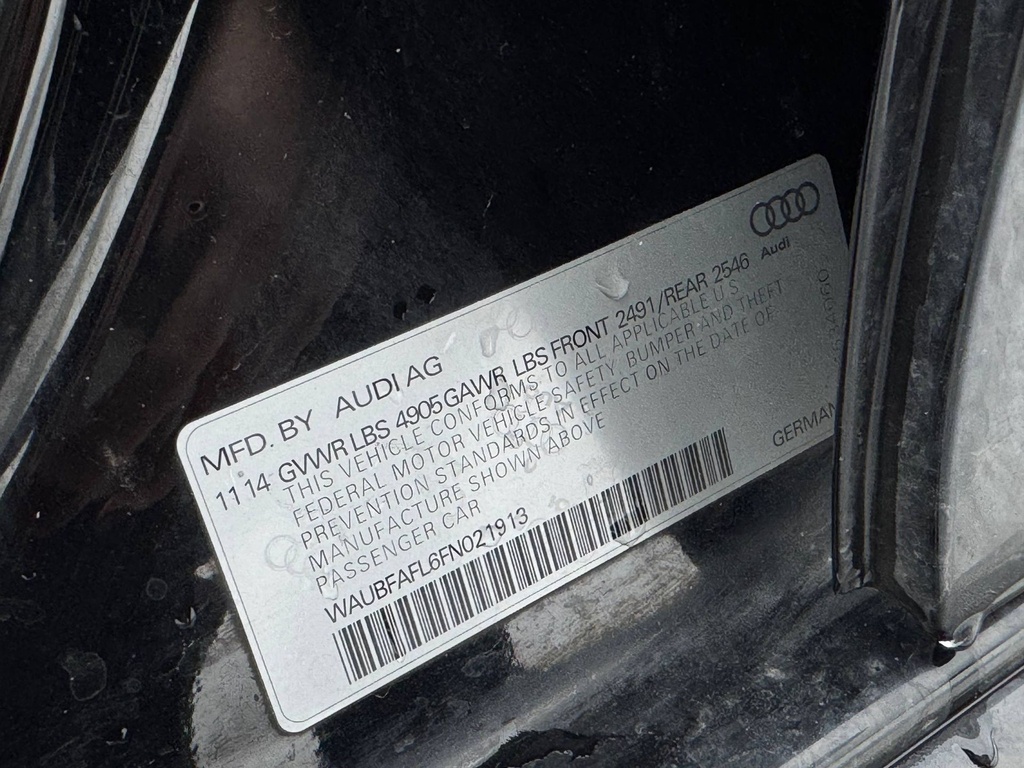 Audi
MFD. BY AUDI AG
11 14 GVWR LBS 4905 GAWR LBS FRONT 2491/REAR 2546
THIS VEHICLE CONFORMS TO ALL APPLICABLE U.S.
FEDERAL MOTOR VEHICLE SAFETY, BUMPER AND THEFT
PREVENTION STANDARDS IN EFFECT ON THE DATE OF
MANUFACTURE SHOWN ABOVE
PASSENGER CAR
WAUBFAFL6FN021913
GERMAN